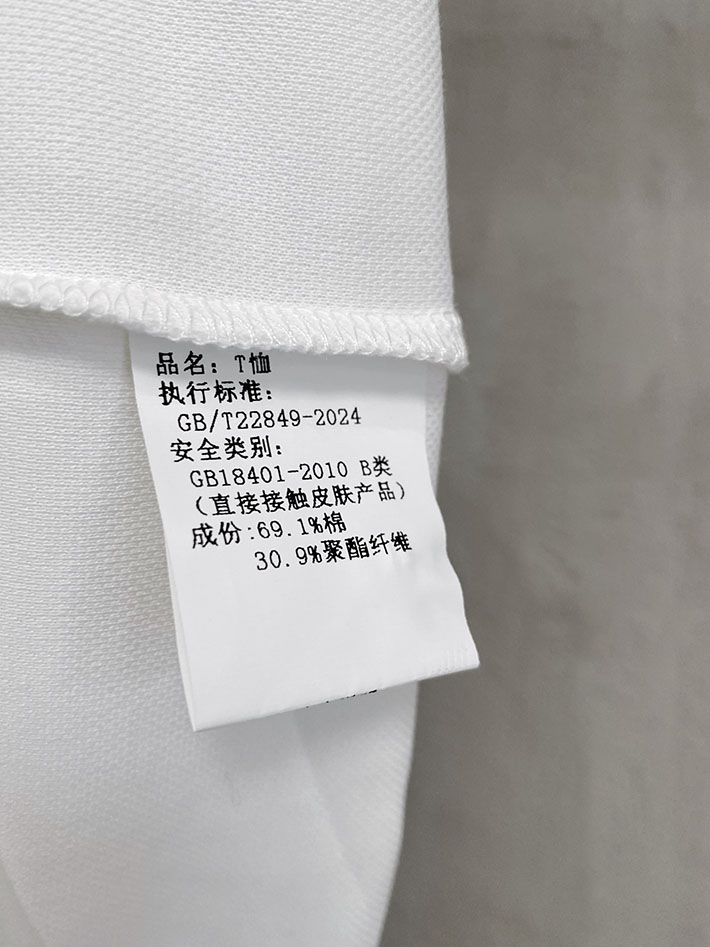 品名：T恤
执行标准：
GB/T22849-2024
安全类别：
GB18401-2010 B类
（直接接触皮肤产品）
成份:69.1%棉
30.9%聚酯纤维